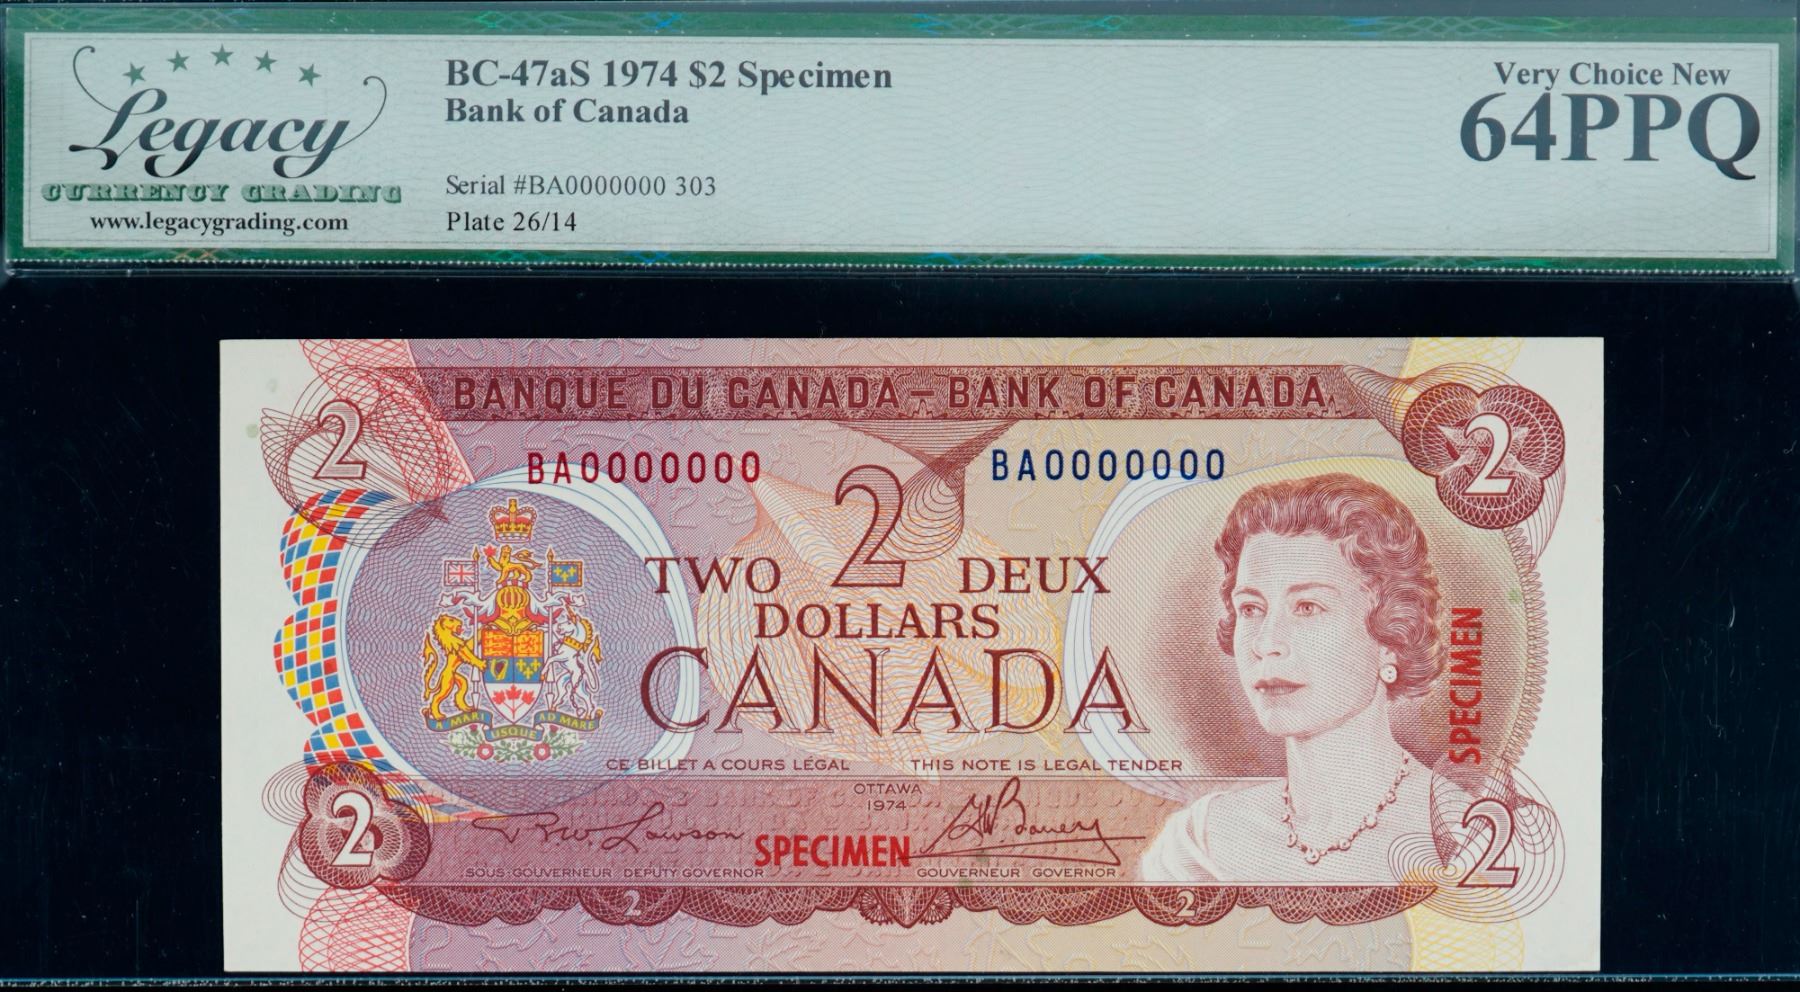 Legacy
CURRENCY GRADING
www.legacygrading.com
BC-47aS 1974 $2 Specimen
Bank of Canada
Serial #BA0000000 303
Plate 26/14
Very Choice New
64PPQ
BANQUE DU CANADA – BANK OF CANADA
2
2
BA0000000
BA0000000
2
TWO DEUX
DOLLARS
CANADA
A MARI USQUE AD MARE
CE BILLET A COURS LÉGAL THIS NOTE IS LEGAL TENDER
OTTAWA
1974
R.W. Lawson
G.K. Bouey
SPECIMEN
SPECIMEN
SOUS-GOUVERNEUR DEPUTY GOVERNOR
GOUVERNEUR GOVERNOR
2
2
2
2